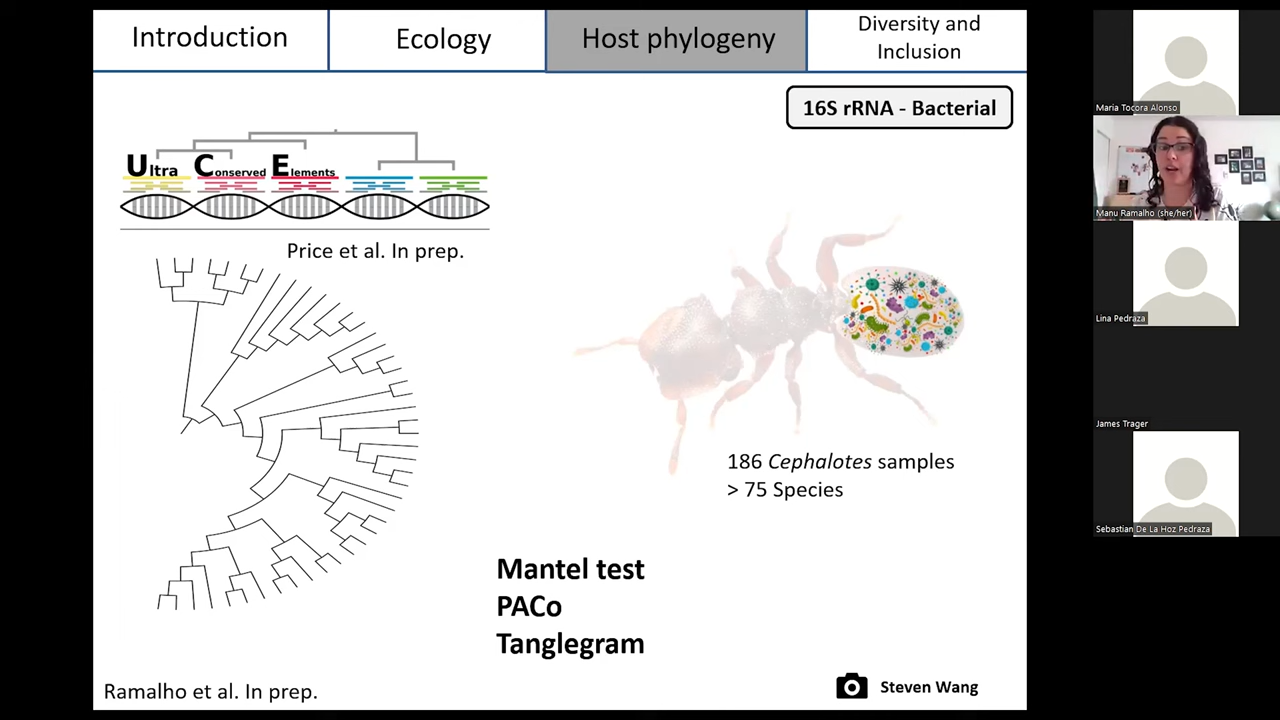 Introduction
Ecology
Host phylogeny
Diversity and
Inclusion
16S rRNA - Bacterial
Ultra Conserved Elements
Price et al. In prep.
186 Cephalotes samples
> 75 Species
Mantel test
PACo
Tanglegram
Ramalho et al. In prep.
Steven Wang
Maria Tocora Alonso
Manu Ramalho (she/her)
Lina Pedraza
James Trager
Sebastian De La Hoz Pedraza